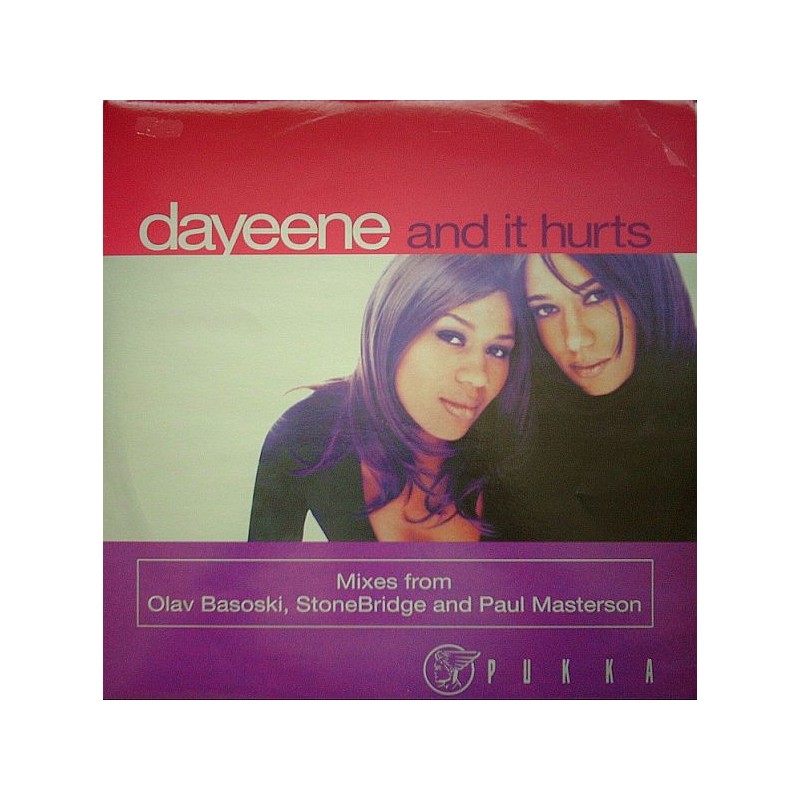 dayeene and it hurts
Mixes from
Olav Basoski, StoneBridge and Paul Masterson
PUKKA